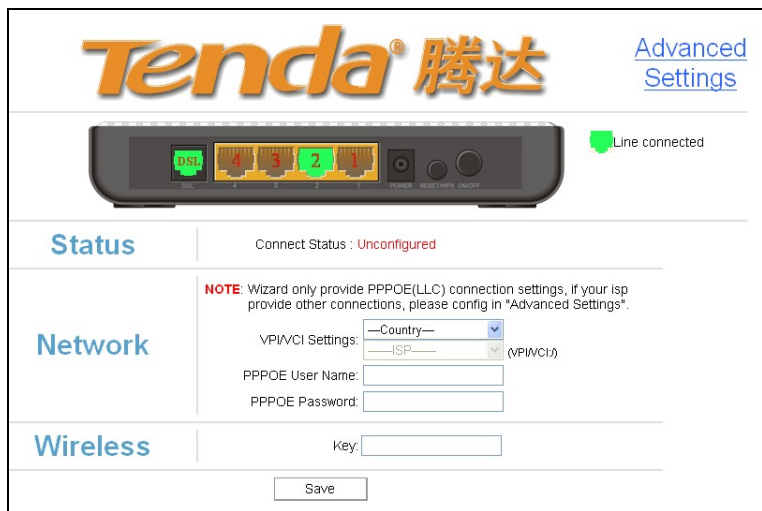 Tenda® 腾达
Advanced
Settings
DSL 4 3 2 1
DSL 4 3 2 1 POWER RESET/WPS ON/OFF
Line connected
Status
Connect Status : Unconfigured
Network
NOTE: Wizard only provide PPPOE(LLC) connection settings, if your isp
provide other connections, please config in "Advanced Settings".
VPI/VCI Settings: —Country—
——ISP—— (VPI/VCI:/)
PPPOE User Name:
PPPOE Password:
Wireless
Key:
Save